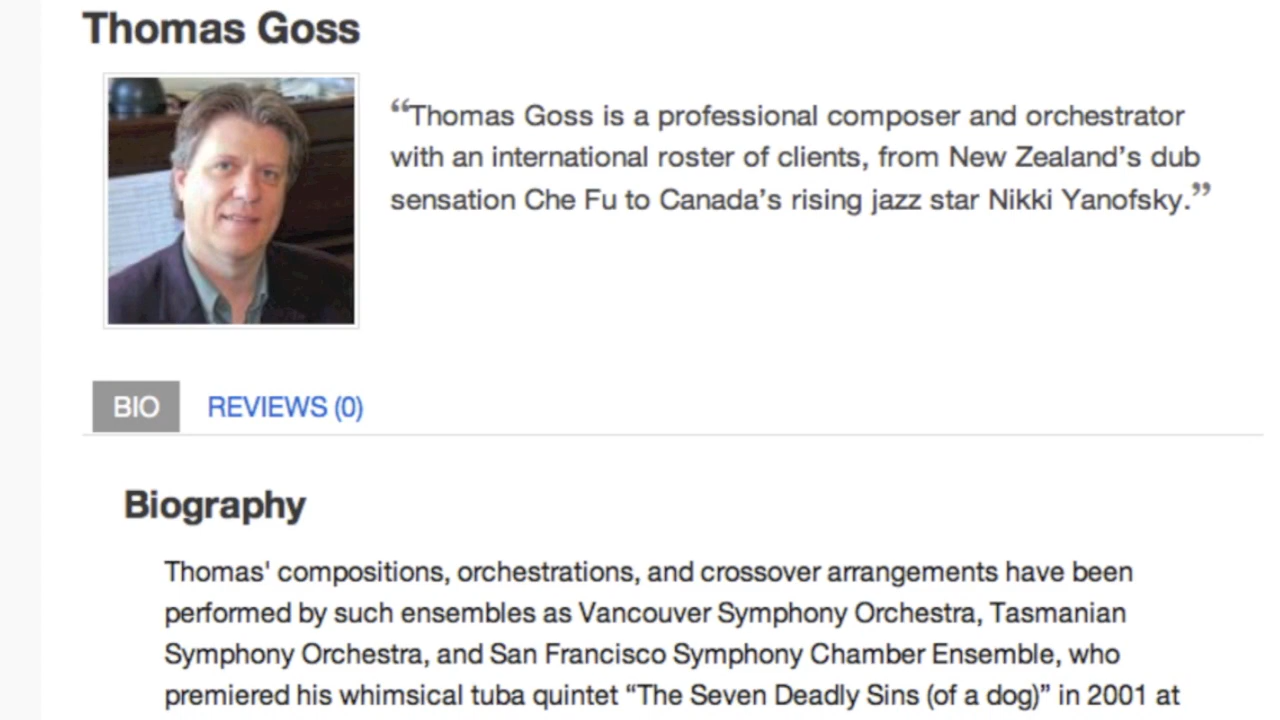 Thomas Goss
“Thomas Goss is a professional composer and orchestrator
with an international roster of clients, from New Zealand’s dub
sensation Che Fu to Canada’s rising jazz star Nikki Yanofsky.”
BIO REVIEWS (0)
Biography
Thomas' compositions, orchestrations, and crossover arrangements have been
performed by such ensembles as Vancouver Symphony Orchestra, Tasmanian
Symphony Orchestra, and San Francisco Symphony Chamber Ensemble, who
premiered his whimsical tuba quintet “The Seven Deadly Sins (of a dog)” in 2001 at